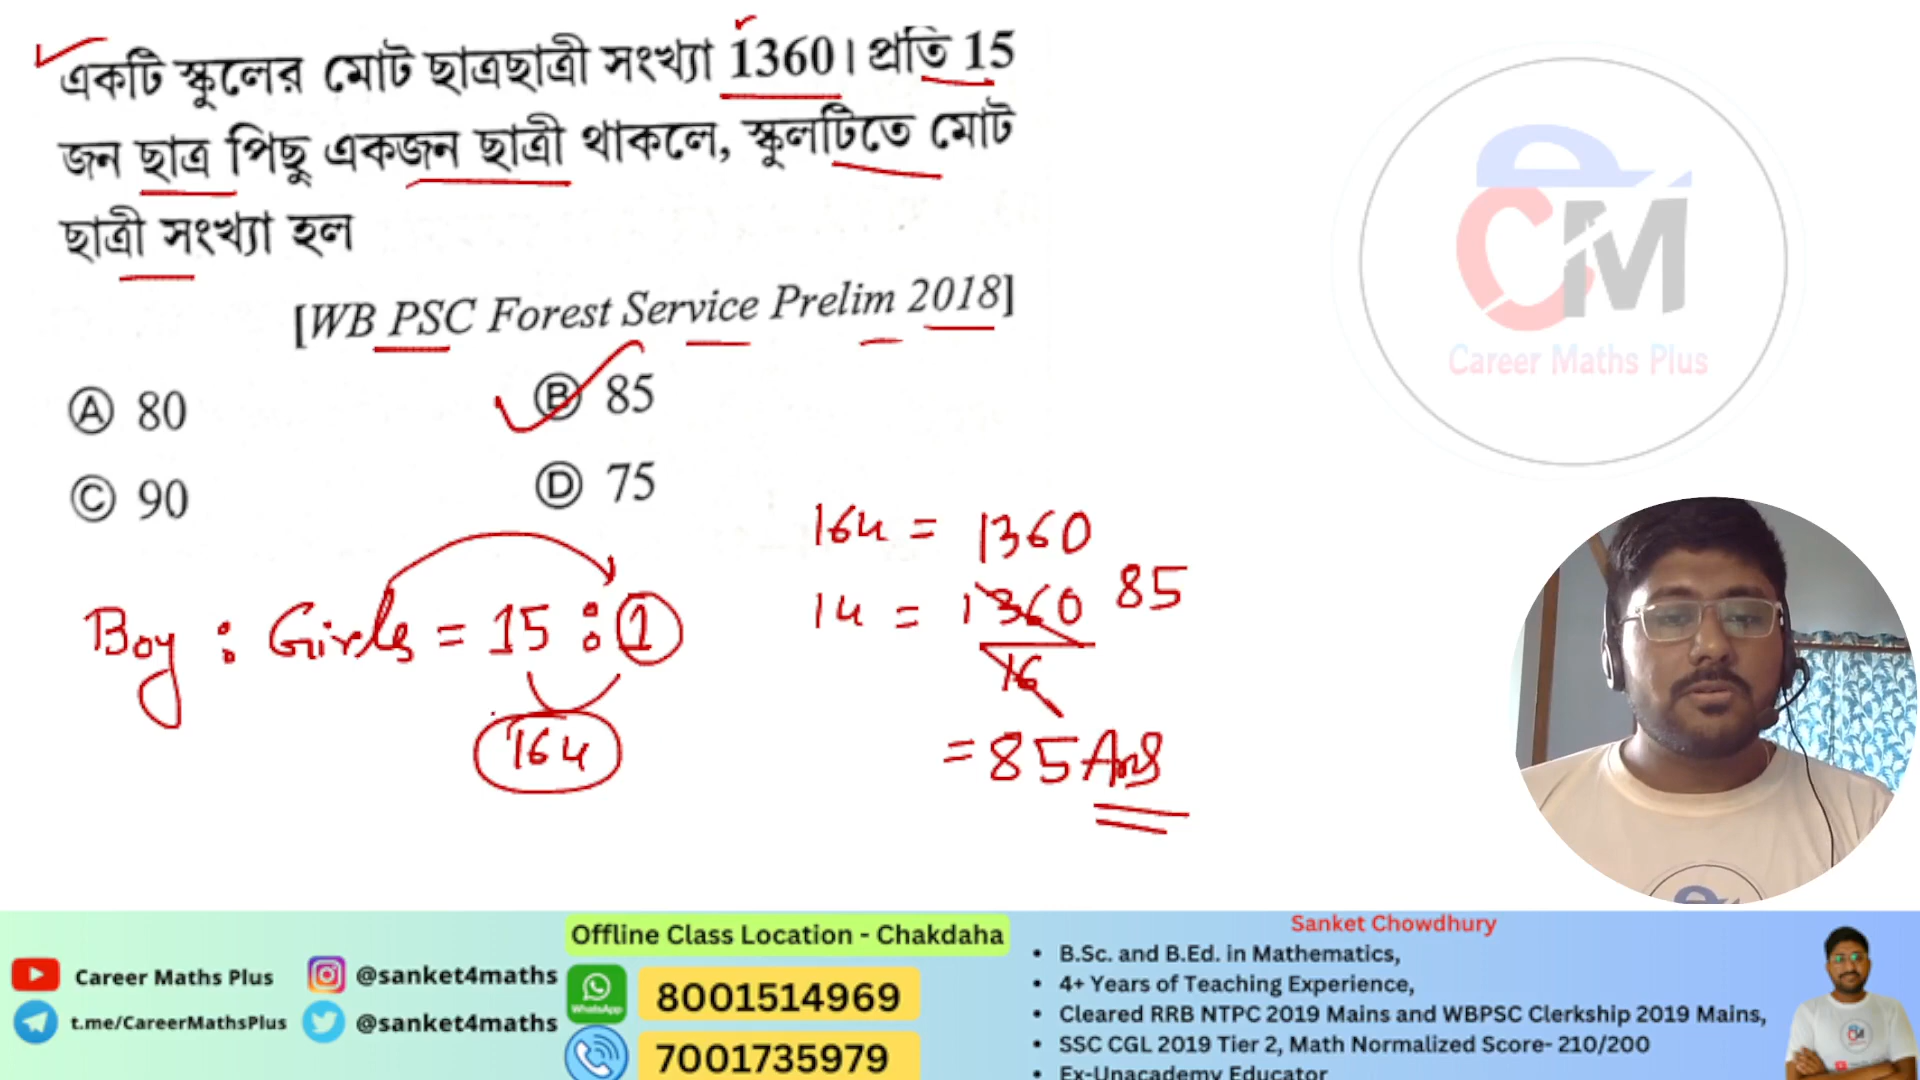 একটি স্কুলের মোট ছাত্রছাত্রী সংখ্যা 1360। প্রতি 15
জন ছাত্র পিছু একজন ছাত্রী থাকলে, স্কুলটিতে মোট
ছাত্রী সংখ্যা হল
[WB PSC Forest Service Prelim 2018]
Ⓐ 80
Ⓑ 85
Ⓒ 90
Ⓓ 75
Boy : Girls = 15 : 1
16u
16u = 1360
1u = 1360 85
16
= 85 Ans
CM
Career Maths Plus
Career Maths Plus
@sanket4maths
t.me/CareerMathsPlus
@sanket4maths
Offline Class Location - Chakdaha
WhatsApp
8001514969
7001735979
Sanket Chowdhury
• B.Sc. and B.Ed. in Mathematics,
• 4+ Years of Teaching Experience,
• Cleared RRB NTPC 2019 Mains and WBPSC Clerkship 2019 Mains,
• SSC CGL 2019 Tier 2, Math Normalized Score- 210/200
• Ex-Unacademy Educator